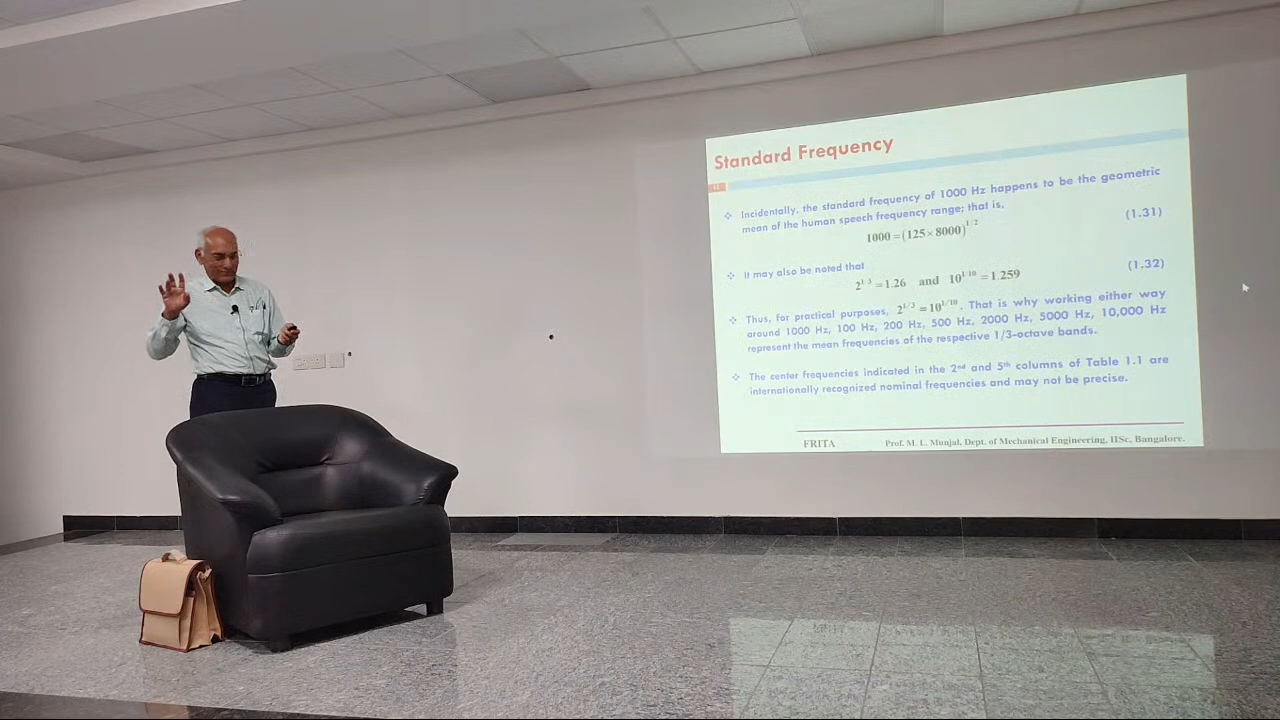 Standard Frequency
Incidentally, the standard frequency of 1000 Hz happens to be the geometric
mean of the human speech frequency range; that is,
1000 = (125×8000)^1/2 (1.31)
It may also be noted that
2^1/3 = 1.26 and 10^1/10 = 1.259 (1.32)
Thus, for practical purposes, 2^1/3 = 10^1/10. That is why working either way
around 1000 Hz, 100 Hz, 200 Hz, 500 Hz, 2000 Hz, 5000 Hz, 10,000 Hz
represent the mean frequencies of the respective 1/3-octave bands.
The center frequencies indicated in the 2nd and 5th columns of Table 1.1 are
internationally recognized nominal frequencies and may not be precise.
FRITA Prof. M. L. Munjal, Dept. of Mechanical Engineering, IISc, Bangalore.